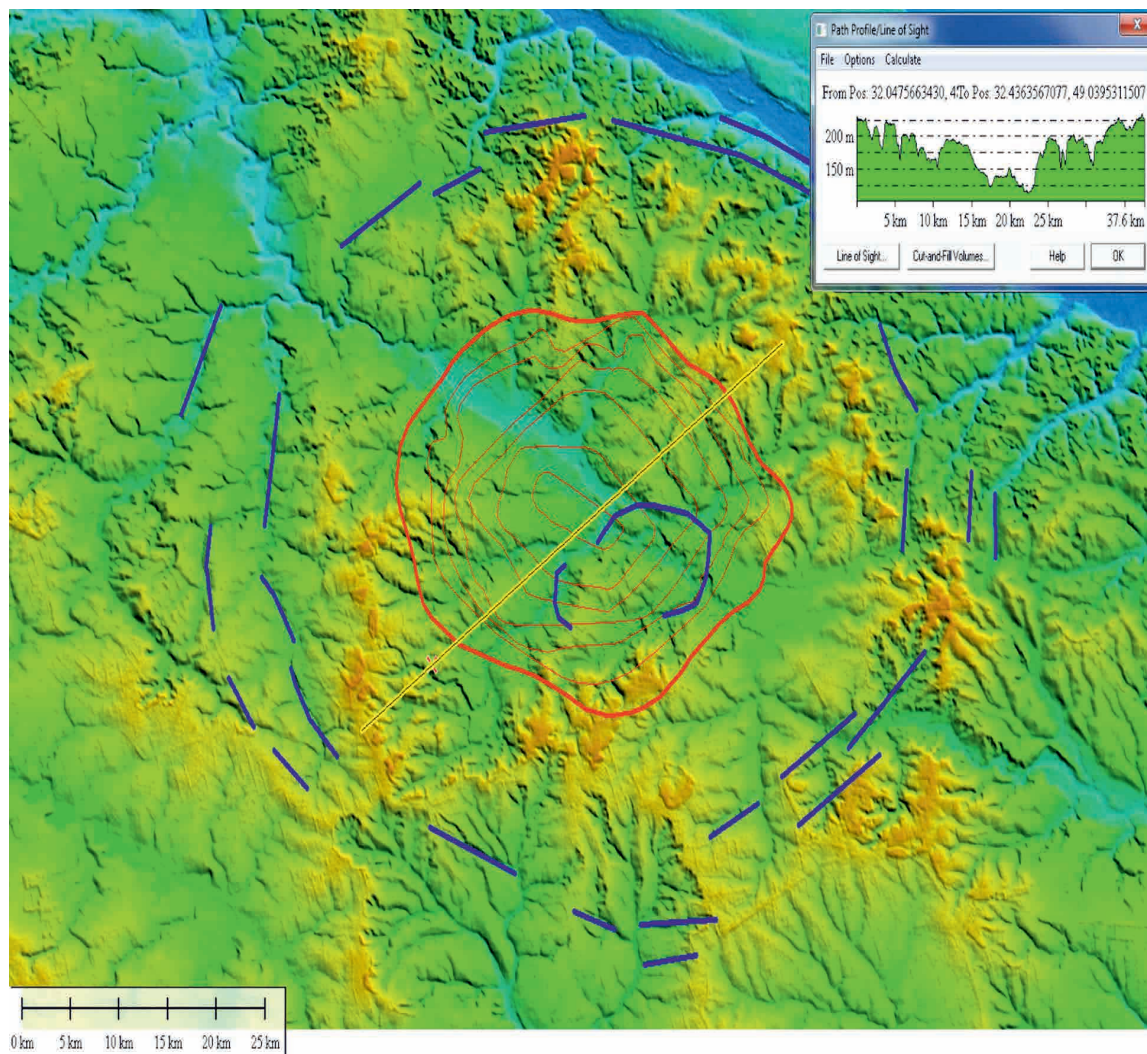 Path Profile/Line of Sight
X
File Options Calculate
From Pos: 32.0475663430, 4 To Pos: 32.4363567077, 49.0395311507
200 m
150 m
5 km 10 km 15 km 20 km 25 km 37.6 km
Line of Sight... Cut-and-Fill Volumes... Help OK
0 km 5 km 10 km 15 km 20 km 25 km